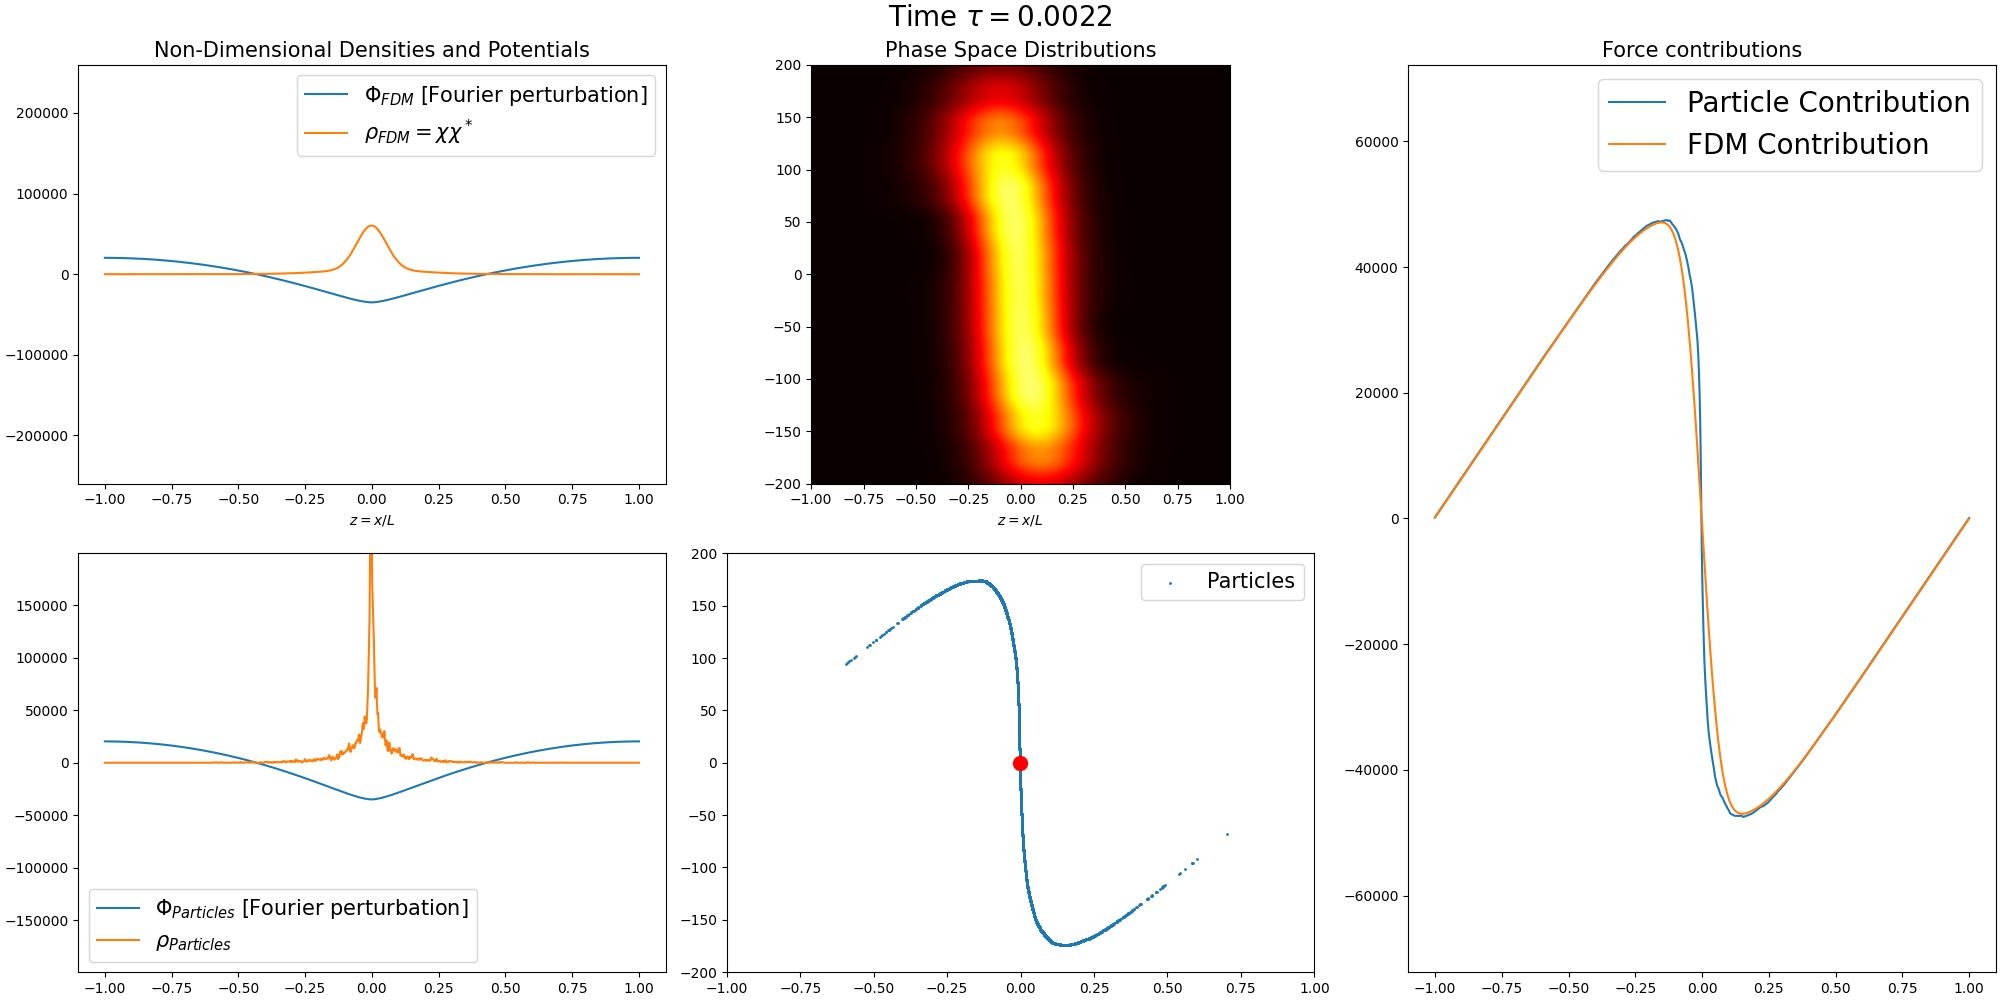 Time τ = 0.0022
Non-Dimensional Densities and Potentials
Φ_FDM [Fourier perturbation]
ρ_FDM = χχ*
200000
100000
0
−100000
−200000
−1.00 −0.75 −0.50 −0.25 0.00 0.25 0.50 0.75 1.00
z = x/L
Phase Space Distributions
200
150
100
50
0
−50
−100
−150
−200
−1.00 −0.75 −0.50 −0.25 0.00 0.25 0.50 0.75 1.00
z = x/L
Force contributions
Particle Contribution
FDM Contribution
60000
40000
20000
0
−20000
−40000
−60000
−1.00 −0.75 −0.50 −0.25 0.00 0.25 0.50 0.75 1.00
150000
100000
50000
0
−50000
−100000
−150000
Φ_Particles [Fourier perturbation]
ρ_Particles
−1.00 −0.75 −0.50 −0.25 0.00 0.25 0.50 0.75 1.00
Particles
200
150
100
50
0
−50
−100
−150
−200
−1.00 −0.75 −0.50 −0.25 0.00 0.25 0.50 0.75 1.00